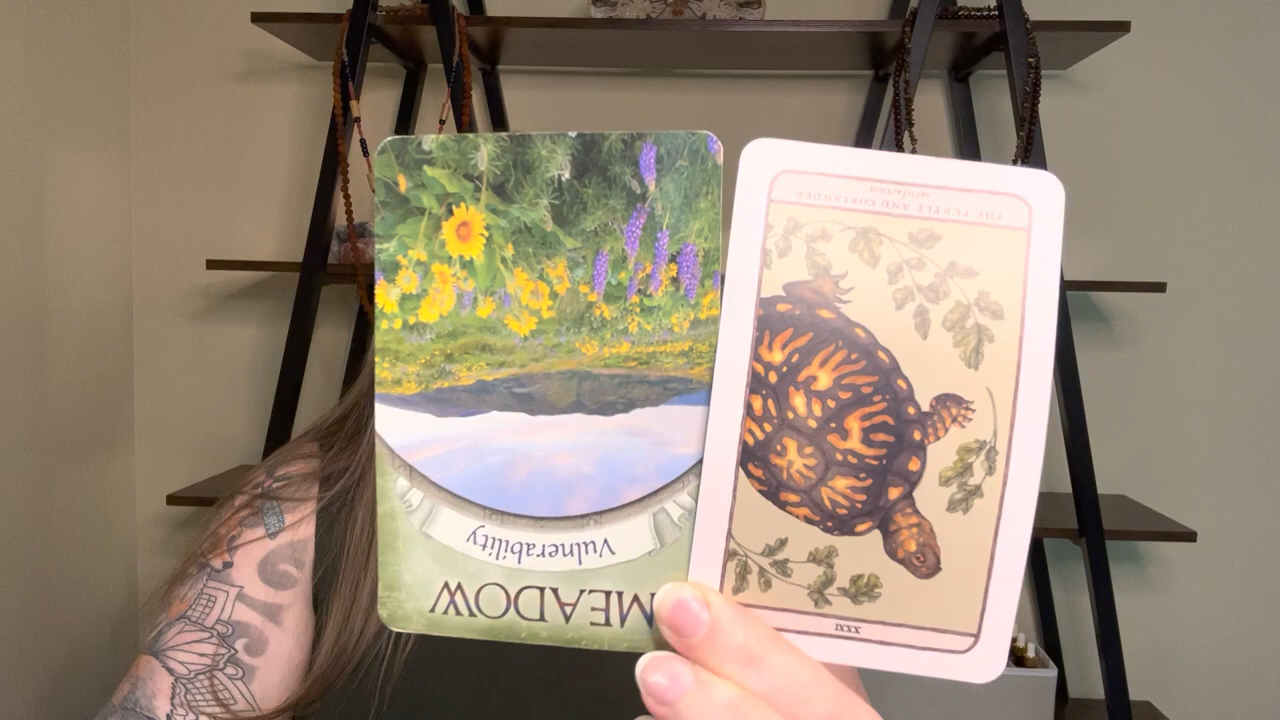 MEADOW
Vulnerability
XXXI
THE TURTLE AND CORIANDER
satisfaction